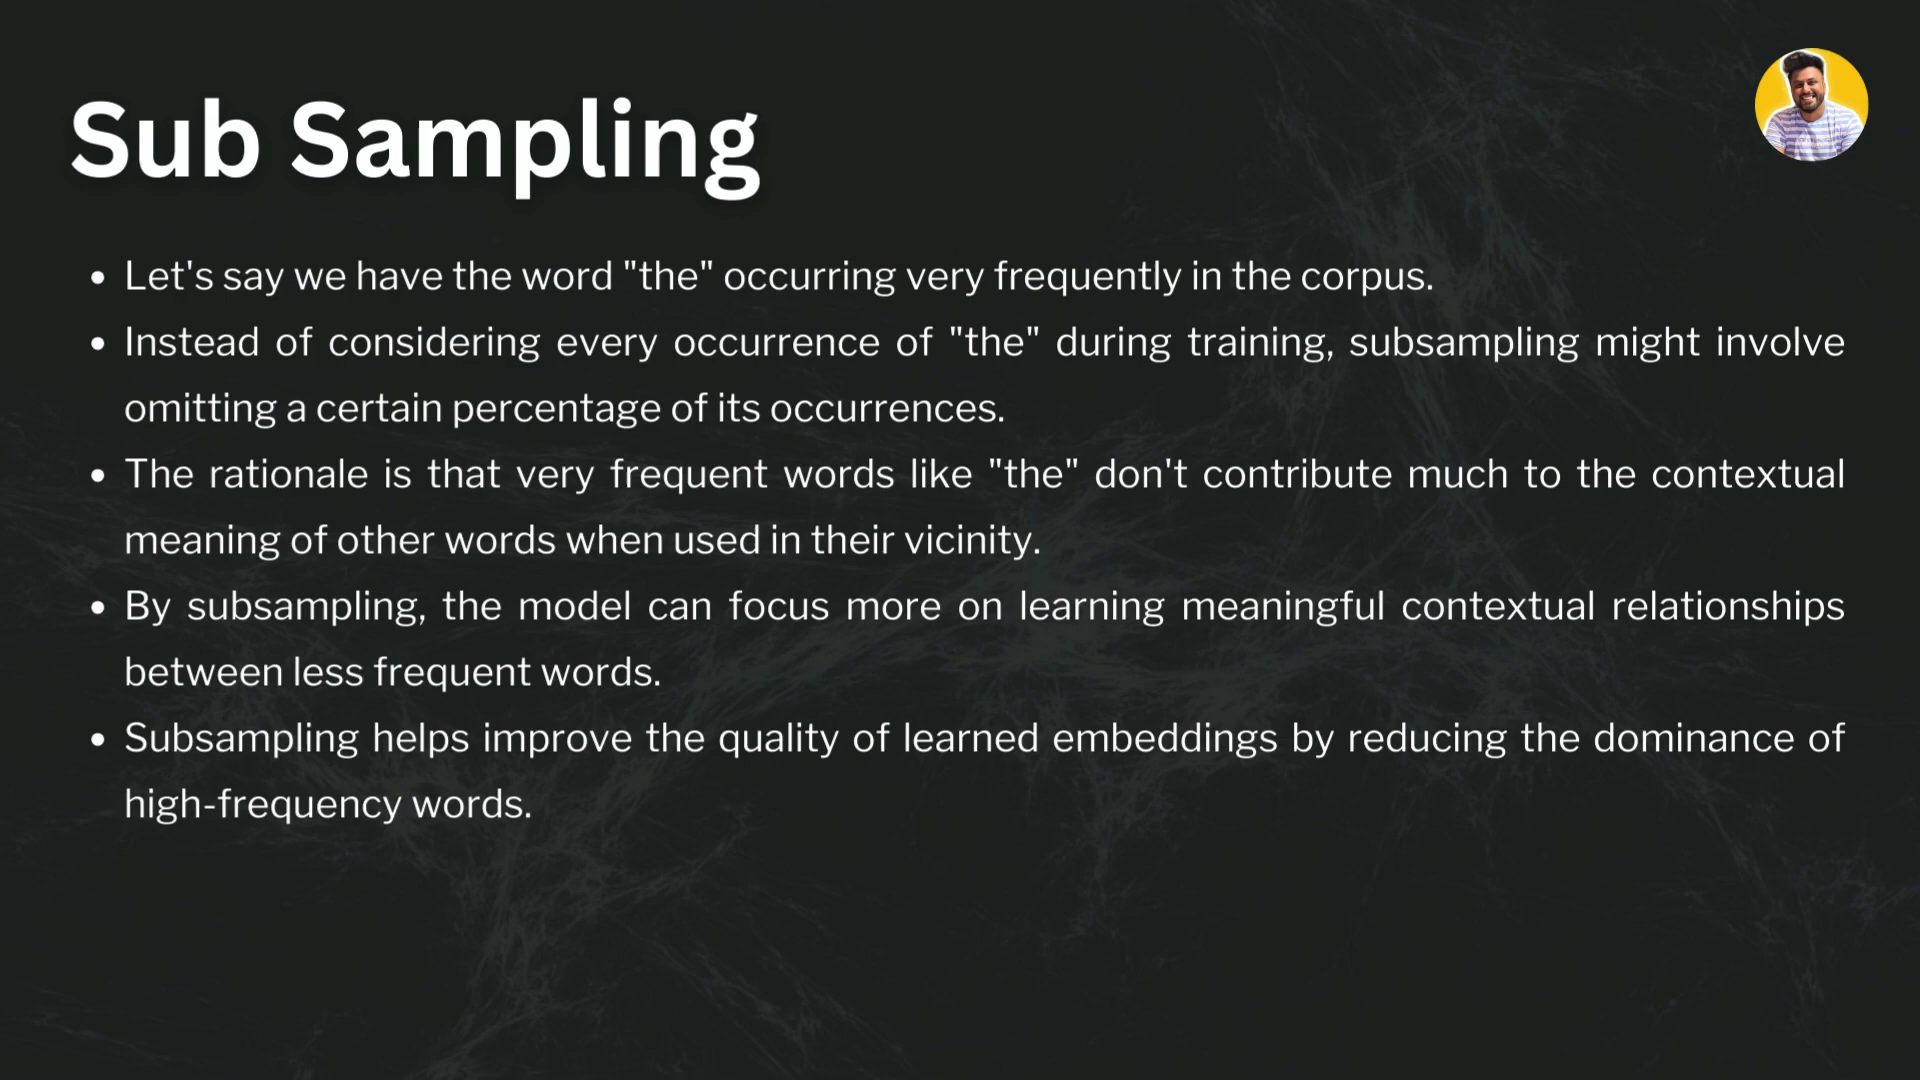 Sub Sampling
• Let's say we have the word "the" occurring very frequently in the corpus.
• Instead of considering every occurrence of "the" during training, subsampling might involve
omitting a certain percentage of its occurrences.
• The rationale is that very frequent words like "the" don't contribute much to the contextual
meaning of other words when used in their vicinity.
• By subsampling, the model can focus more on learning meaningful contextual relationships
between less frequent words.
• Subsampling helps improve the quality of learned embeddings by reducing the dominance of
high-frequency words.